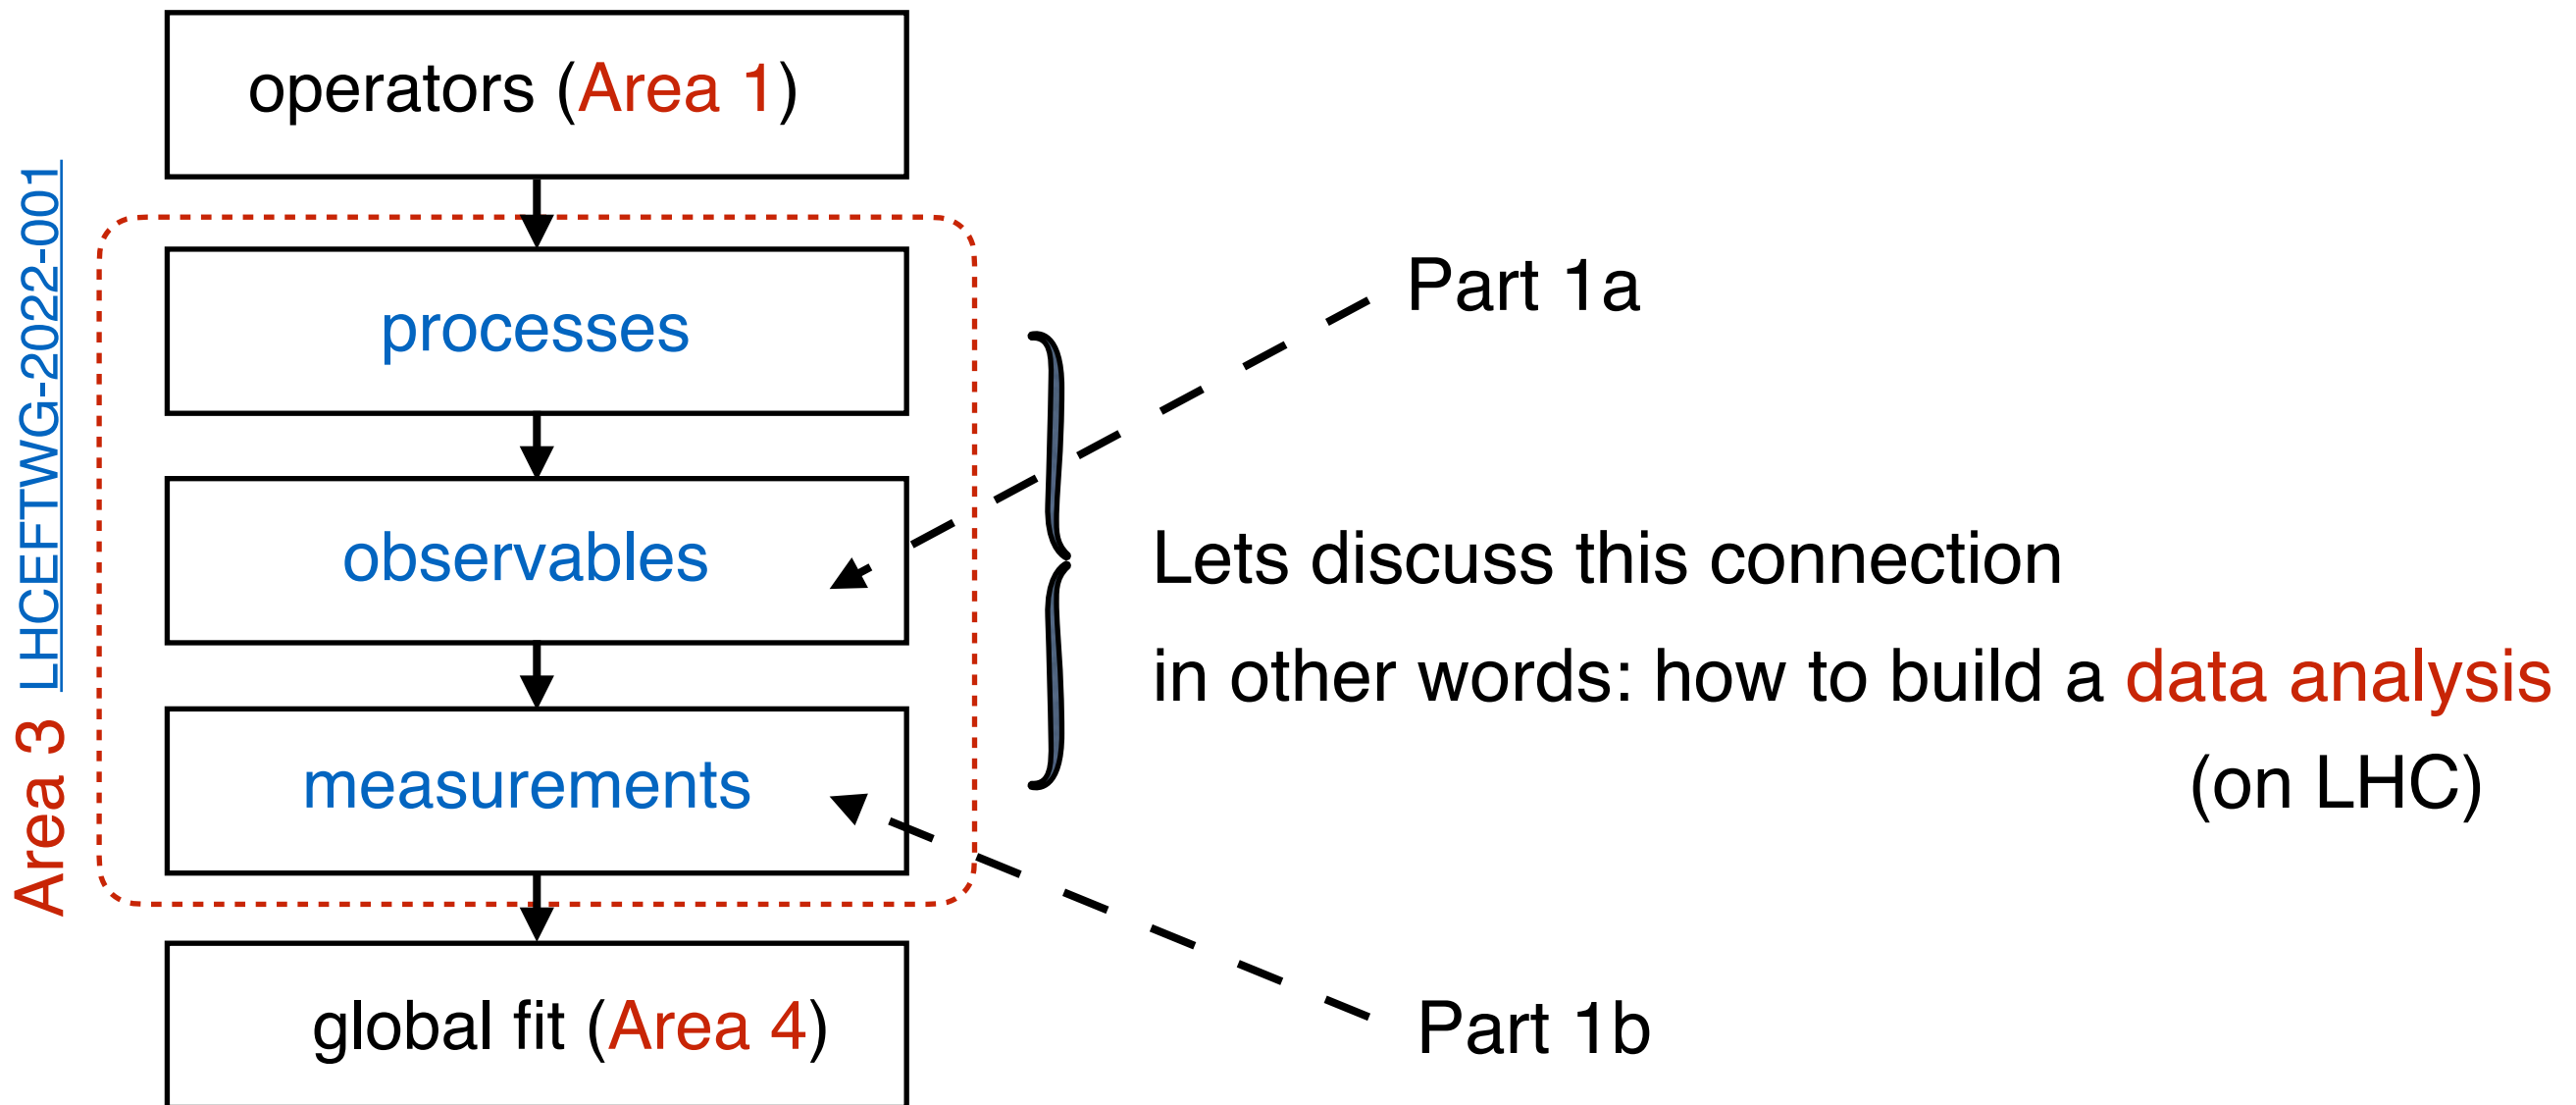 operators (Area 1)
Area 3 LHCEFTWG-2022-001
processes
observables
measurements
global fit (Area 4)
Part 1a
Lets discuss this connection
in other words: how to build a data analysis
(on LHC)
Part 1b